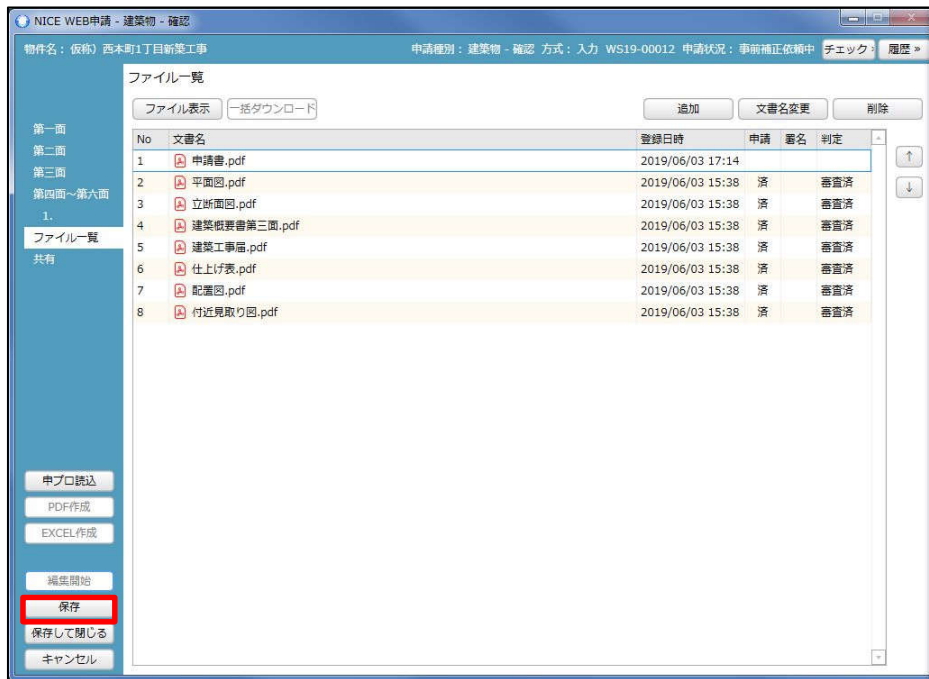 NICE WEB申請 - 建築物 - 確認
物件名：仮称）西本町1丁目新築工事 申請種別：建築物 - 確認 方式：入力 WS19-00012 申請状況：事前補正依頼中 チェック » 履歴 »
ファイル一覧
ファイル表示 一括ダウンロード 追加 文書名変更 削除
第一面
第二面
第三面
第四面～第六面
1.
ファイル一覧
共有
No 文書名 登録日時 申請 署名 判定
1 申請書.pdf 2019/06/03 17:14
2 平面図.pdf 2019/06/03 15:38 済 審査済
3 立断面図.pdf 2019/06/03 15:38 済 審査済
4 建築概要書第三面.pdf 2019/06/03 15:38 済 審査済
5 建築工事届.pdf 2019/06/03 15:38 済 審査済
6 仕上げ表.pdf 2019/06/03 15:38 済 審査済
7 配置図.pdf 2019/06/03 15:38 済 審査済
8 付近見取り図.pdf 2019/06/03 15:38 済 審査済
↑
↓
申プロ読込
PDF作成
EXCEL作成
編集開始
保存
保存して閉じる
キャンセル